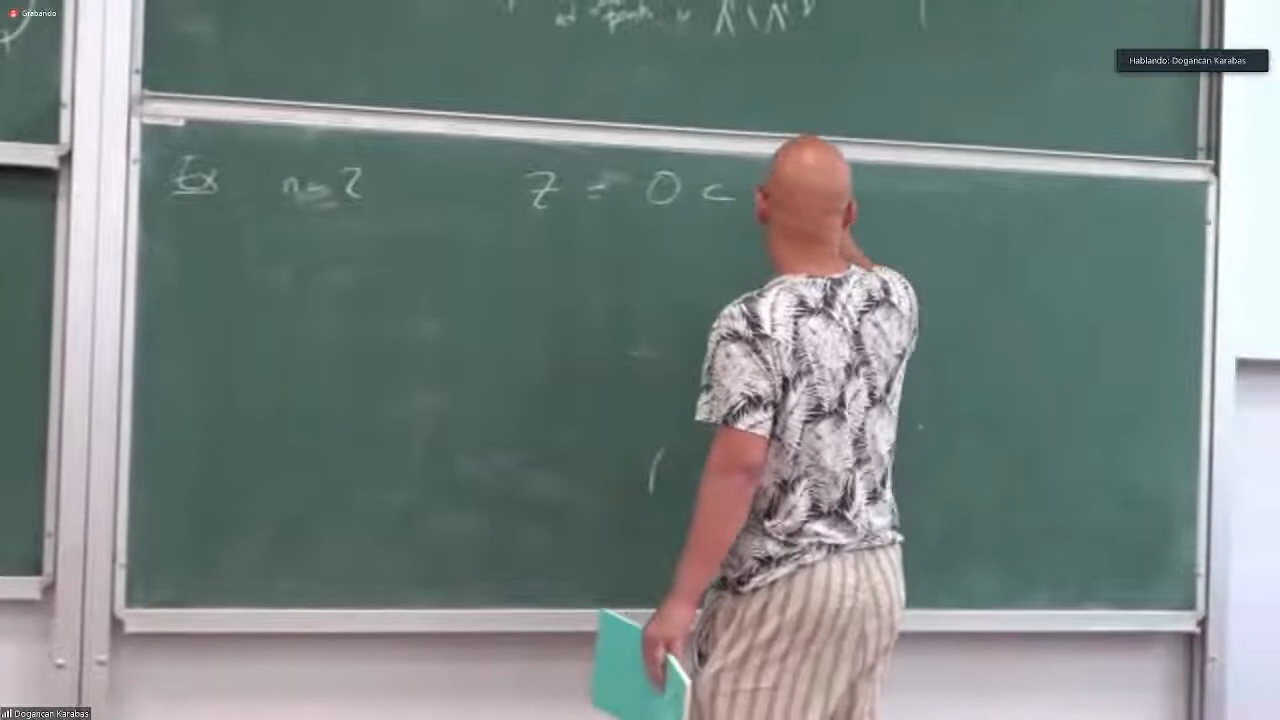 Grabando
Hablando: Dogancan Karabas
Ex n=2 Z = O ⊂
Dogancan Karabas